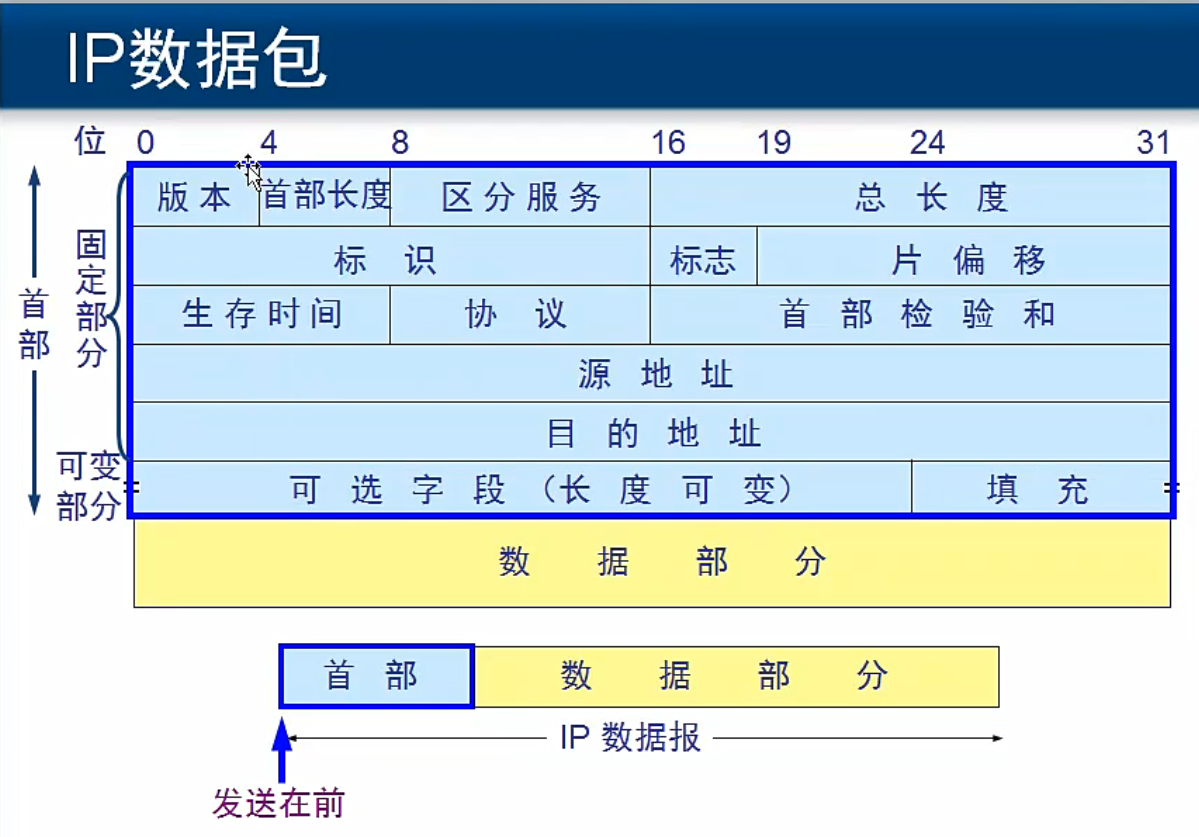 IP数据包
位 0 4 8 16 19 24 31
版本 首部长度 区分服务 总长度
标识 标志 片偏移
生存时间 协议 首部检验和
源地址
目的地址
可选字段（长度可变） 填充
首部
固定部分
可变部分
数据部分
首部 数据部分
IP 数据报
发送在前